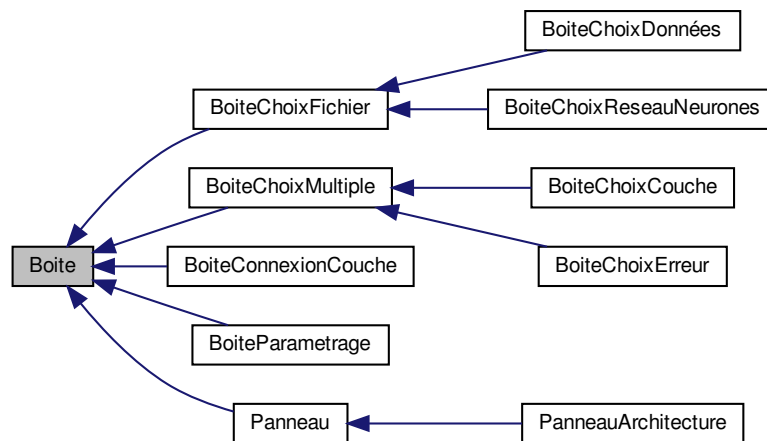 BoiteChoixDonnées
BoiteChoixFichier
BoiteChoixReseauNeurones
BoiteChoixMultiple
BoiteChoixCouche
Boite
BoiteConnexionCouche
BoiteChoixErreur
BoiteParametrage
Panneau
PanneauArchitecture